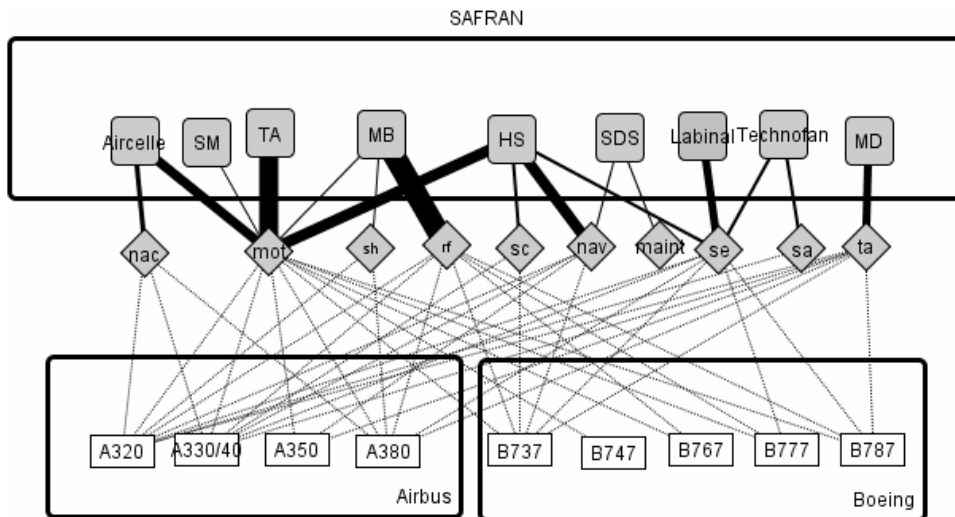 SAFRAN
Aircelle SM TA MB HS SDS Labinal Technofan MD
nac mot sh rf sc nav maint se sa ta
A320 A330/40 A350 A380 B737 B747 B767 B777 B787
Airbus Boeing